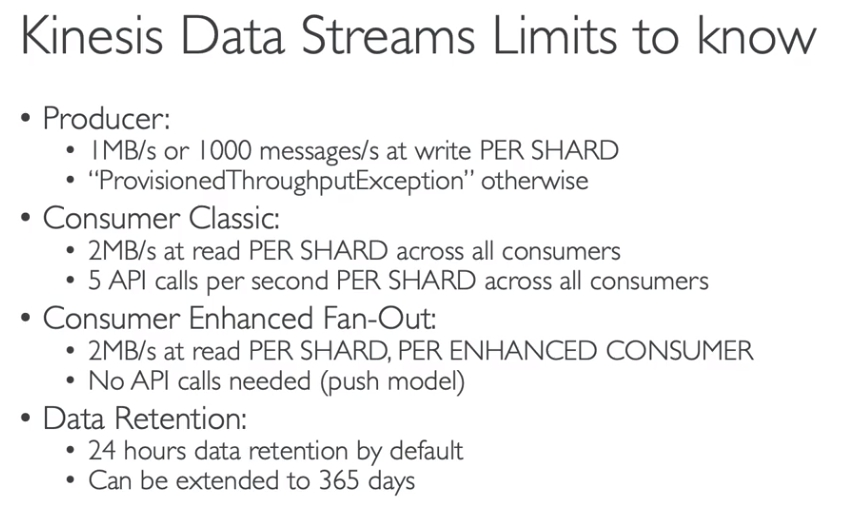 Kinesis Data Streams Limits to know
• Producer:
• 1MB/s or 1000 messages/s at write PER SHARD
• “ProvisionedThroughputException” otherwise
• Consumer Classic:
• 2MB/s at read PER SHARD across all consumers
• 5 API calls per second PER SHARD across all consumers
• Consumer Enhanced Fan-Out:
• 2MB/s at read PER SHARD, PER ENHANCED CONSUMER
• No API calls needed (push model)
• Data Retention:
• 24 hours data retention by default
• Can be extended to 365 days